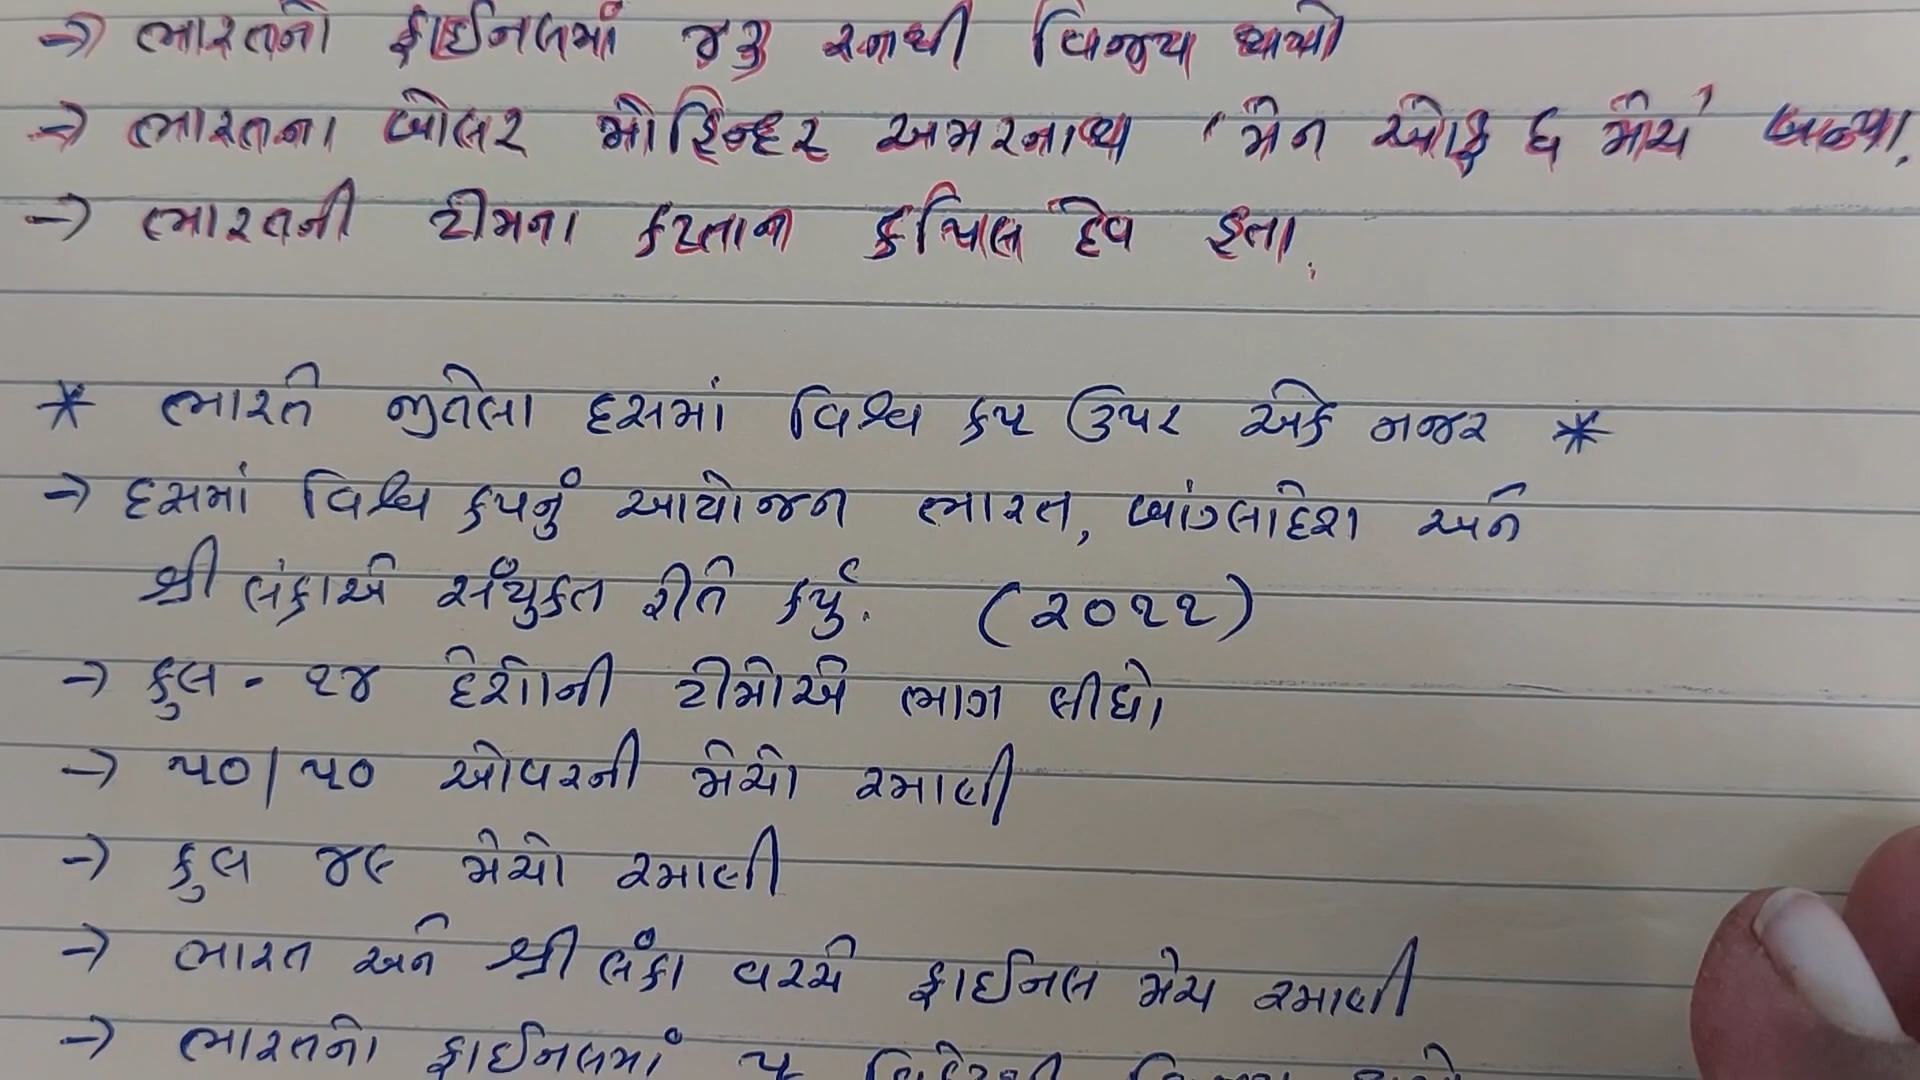 → ભારતનો ફાઈનલમાં ૪૩ રનથી વિજય થયો
→ ભારતના બોલર મોહિન્દર અમરનાથ 'મેન ઓફ ધ મેચ' બન્યા.
→ ભારતની ટીમના કપ્તાન કપિલ દેવ હતા.
* ભારતે જીતેલા દસમાં વિશ્વ કપ ઉપર એક નજર *
→ દસમાં વિશ્વ કપનું આયોજન ભારત, બાંગ્લાદેશ અને
શ્રીલંકાએ સંયુક્ત રીતે કર્યું. (૨૦૧૧)
→ કુલ - ૧૪ દેશોની ટીમોએ ભાગ લીધો
→ ૫૦/૫૦ ઓવરની મેચો રમાણી
→ કુલ ૪૯ મેચો રમાણી
→ ભારત અને શ્રીલંકા વચ્ચે ફાઈનલ મેચ રમાણી
→ ભારતનો ફાઈનલમાં